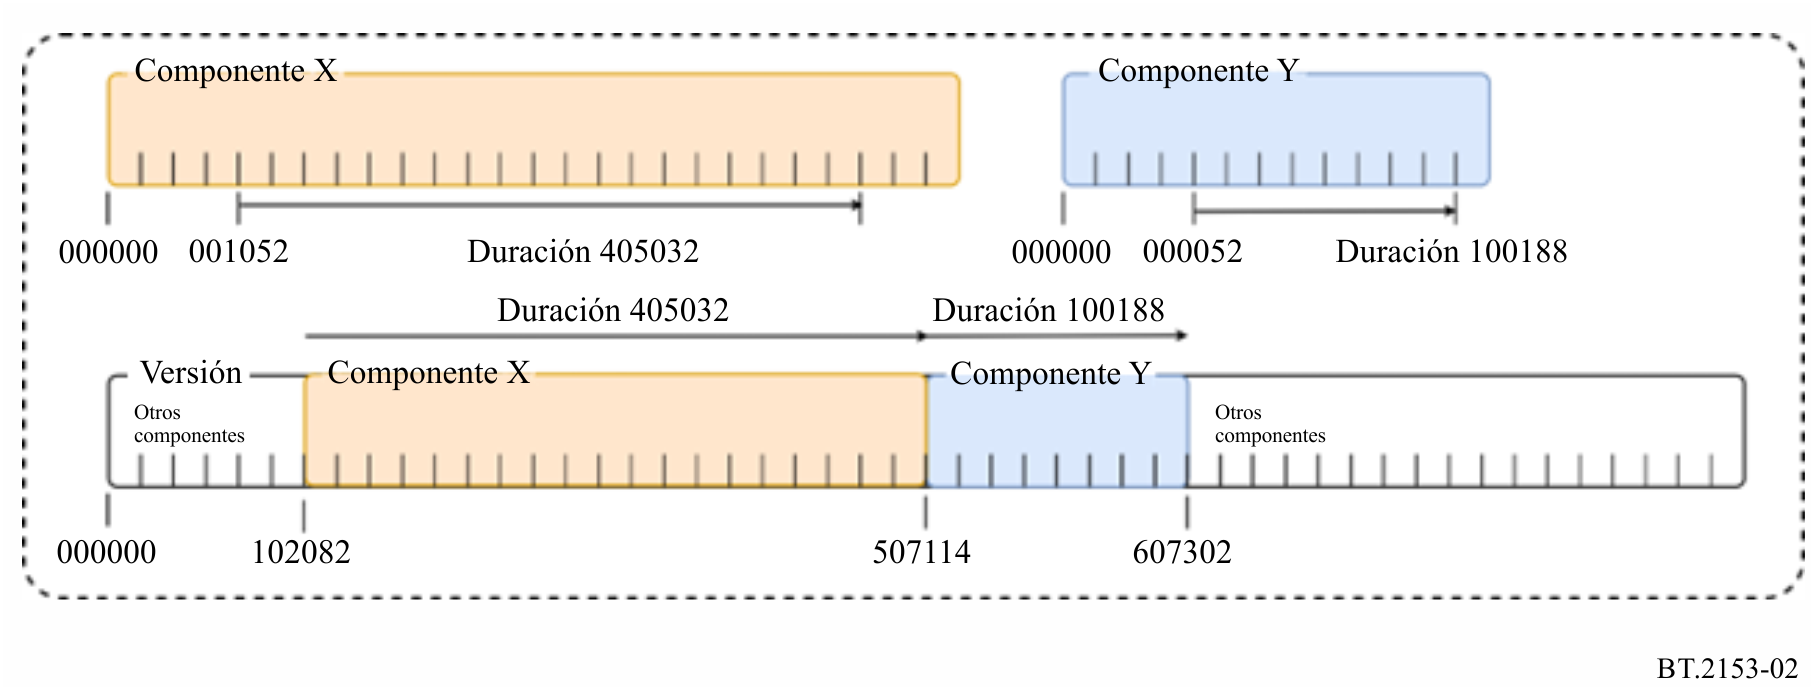 Componente X
Componente Y
000000 001052 Duración 405032
000000 000052 Duración 100188
Duración 405032 Duración 100188
Versión Componente X Componente Y
Otros
componentes
Otros
componentes
000000 102082 507114 607302
BT.2153-02